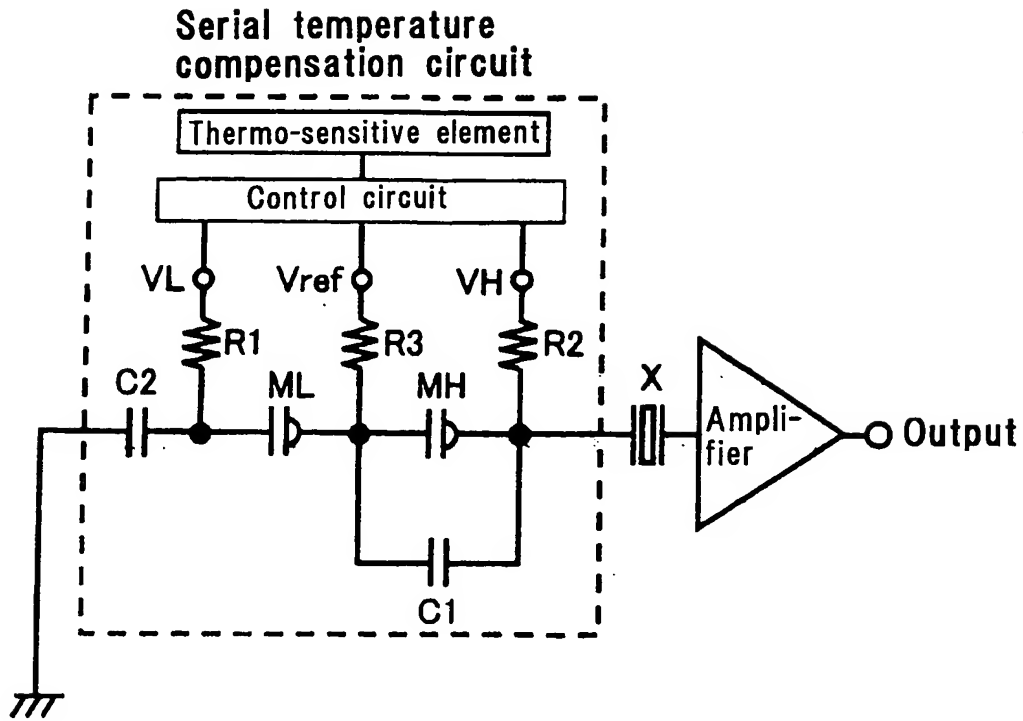 Serial temperature
compensation circuit
Thermo-sensitive element
Control circuit
VL
Vref
VH
R1
R3
R2
C2
ML
MH
X
Ampli-
fier
Output
C1